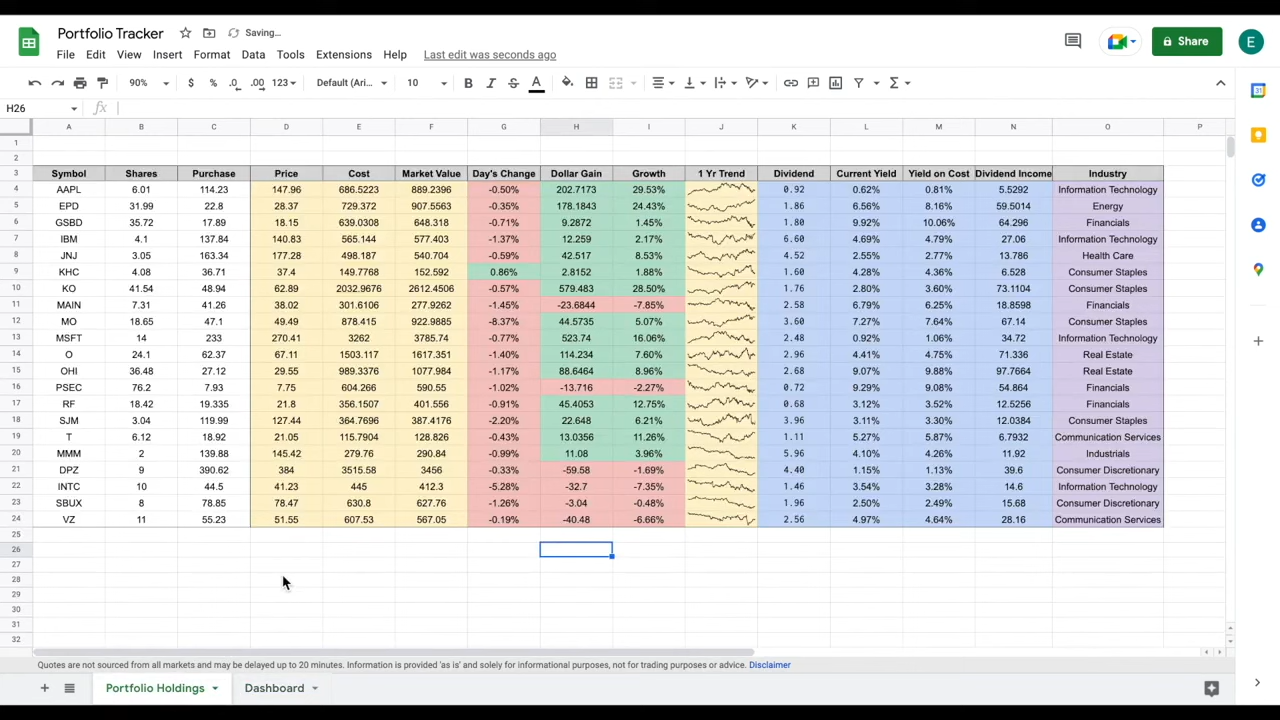 Portfolio Tracker Saving...
File Edit View Insert Format Data Tools Extensions Help Last edit was seconds ago
Share E
90% $ % .0 .00 123 Default (Ari... 10 B I S A
H26 fx
A B C D E F G H I J K L M N O P
1
2
3 Symbol Shares Purchase Price Cost Market Value Day's Change Dollar Gain Growth 1 Yr Trend Dividend Current Yield Yield on Cost Dividend Income Industry
4 AAPL 6.01 114.23 147.96 686.5223 889.2396 -0.50% 202.7173 29.53% 0.92 0.62% 0.81% 5.5292 Information Technology
5 EPD 31.99 22.8 28.37 729.372 907.5563 -0.35% 178.1843 24.43% 1.86 6.56% 8.16% 59.5014 Energy
6 GSBD 35.72 17.89 18.15 639.0308 648.318 -0.71% 9.2872 1.45% 1.80 9.92% 10.06% 64.296 Financials
7 IBM 4.1 137.84 140.83 565.144 577.403 -1.37% 12.259 2.17% 6.60 4.69% 4.79% 27.06 Information Technology
8 JNJ 3.05 163.34 177.28 498.187 540.704 -0.59% 42.517 8.53% 4.52 2.55% 2.77% 13.786 Health Care
9 KHC 4.08 36.71 37.4 149.7768 152.592 0.86% 2.8152 1.88% 1.60 4.28% 4.36% 6.528 Consumer Staples
10 KO 41.54 48.94 62.89 2032.9676 2612.4506 -0.57% 579.483 28.50% 1.76 2.80% 3.60% 73.1104 Consumer Staples
11 MAIN 7.31 41.26 38.02 301.6106 277.9262 -1.45% -23.6844 -7.85% 2.58 6.79% 6.25% 18.8598 Financials
12 MO 18.65 47.1 49.49 878.415 922.9885 -8.37% 44.5735 5.07% 3.60 7.27% 7.64% 67.14 Consumer Staples
13 MSFT 14 233 270.41 3262 3785.74 -0.77% 523.74 16.06% 2.48 0.92% 1.06% 34.72 Information Technology
14 O 24.1 62.37 67.11 1503.117 1617.351 -1.40% 114.234 7.60% 2.96 4.41% 4.75% 71.336 Real Estate
15 OHI 36.48 27.12 29.55 989.3376 1077.984 -1.17% 88.6464 8.96% 2.68 9.07% 9.88% 97.7664 Real Estate
16 PSEC 76.2 7.93 7.75 604.266 590.55 -1.02% -13.716 -2.27% 0.72 9.29% 9.08% 54.864 Financials
17 RF 18.42 19.335 21.8 356.1507 401.556 -0.91% 45.4053 12.75% 0.68 3.12% 3.52% 12.5256 Financials
18 SJM 3.04 119.99 127.44 364.7696 387.4176 -2.20% 22.648 6.21% 3.96 3.11% 3.30% 12.0384 Consumer Staples
19 T 6.12 18.92 21.05 115.7904 128.826 -0.43% 13.0356 11.26% 1.11 5.27% 5.87% 6.7932 Communication Services
20 MMM 2 139.88 145.42 279.76 290.84 -0.99% 11.08 3.96% 5.96 4.10% 4.26% 11.92 Industrials
21 DPZ 9 390.62 384 3515.58 3456 -0.33% -59.58 -1.69% 4.40 1.15% 1.13% 39.6 Consumer Discretionary
22 INTC 10 44.5 41.23 445 412.3 -5.28% -32.7 -7.35% 1.46 3.54% 3.28% 14.6 Information Technology
23 SBUX 8 78.85 78.47 630.8 627.76 -1.26% -3.04 -0.48% 1.96 2.50% 2.49% 15.68 Consumer Discretionary
24 VZ 11 55.23 51.55 607.53 567.05 -0.19% -40.48 -6.66% 2.56 4.97% 4.64% 28.16 Communication Services
25
26
27
28
29
30
31
32
Quotes are not sourced from all markets and may be delayed up to 20 minutes. Information is provided 'as is' and solely for informational purposes, not for trading purposes or advice. Disclaimer
Portfolio Holdings Dashboard